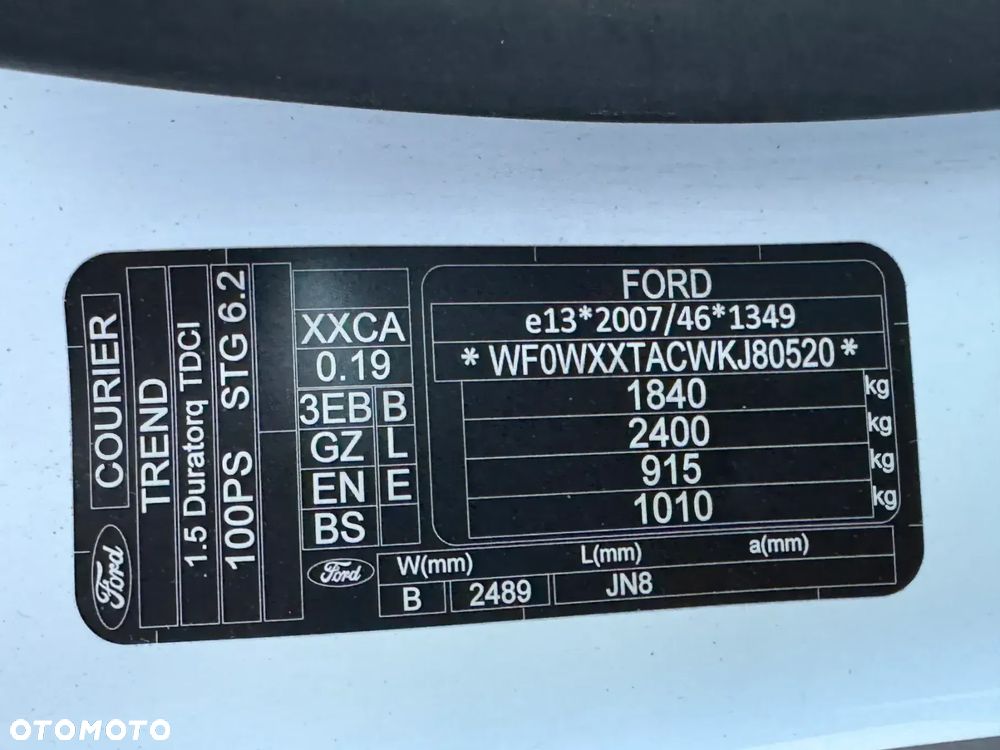 Ford
COURIER
TREND
1.5 Duratorq TDCI
100PS STG 6.2
XXCA
0.19
3EB B
GZ L
EN E
BS
Ford
FORD
e13*2007/46*1349
* WF0WXXTACWKJ80520 *
1840 kg
2400 kg
915 kg
1010 kg
W(mm) L(mm) a(mm)
B 2489 JN8
OTOMOTO